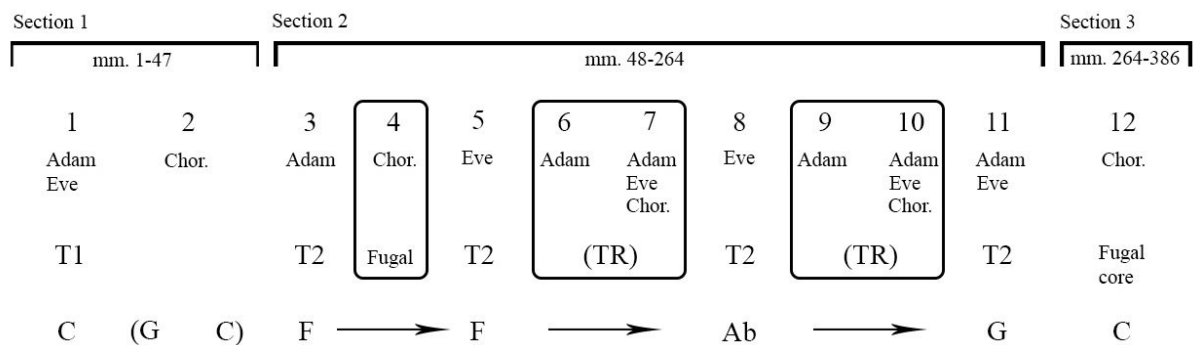 Section 1 Section 2 Section 3
mm. 1-47 mm. 48-264 mm. 264-386
1 2 3 4 5 6 7 8 9 10 11 12
Adam Chor. Adam Chor. Eve Adam Adam Eve Adam Adam Adam Chor.
Eve Eve Eve Eve
Chor. Chor.
T1 T2 Fugal T2 (TR) T2 (TR) T2 Fugal
core
C (G C) F F Ab G C